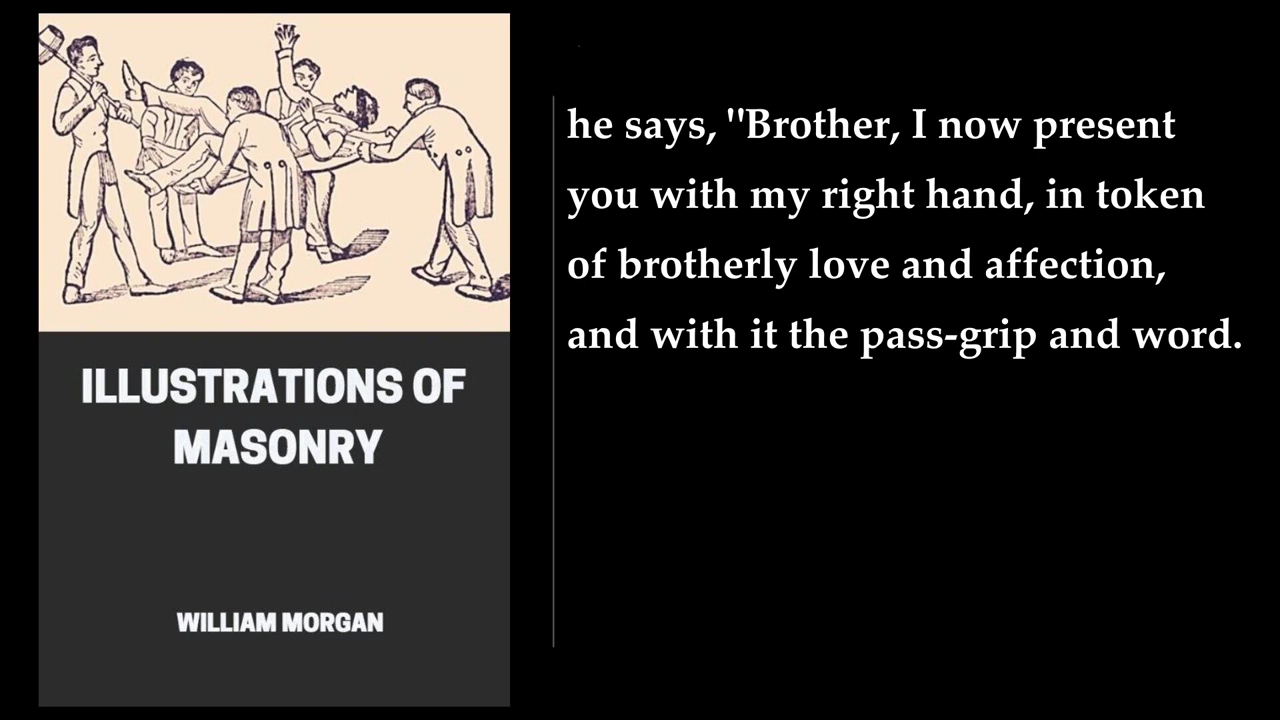 ILLUSTRATIONS OF
MASONRY
WILLIAM MORGAN
he says, "Brother, I now present
you with my right hand, in token
of brotherly love and affection,
and with it the pass-grip and word.